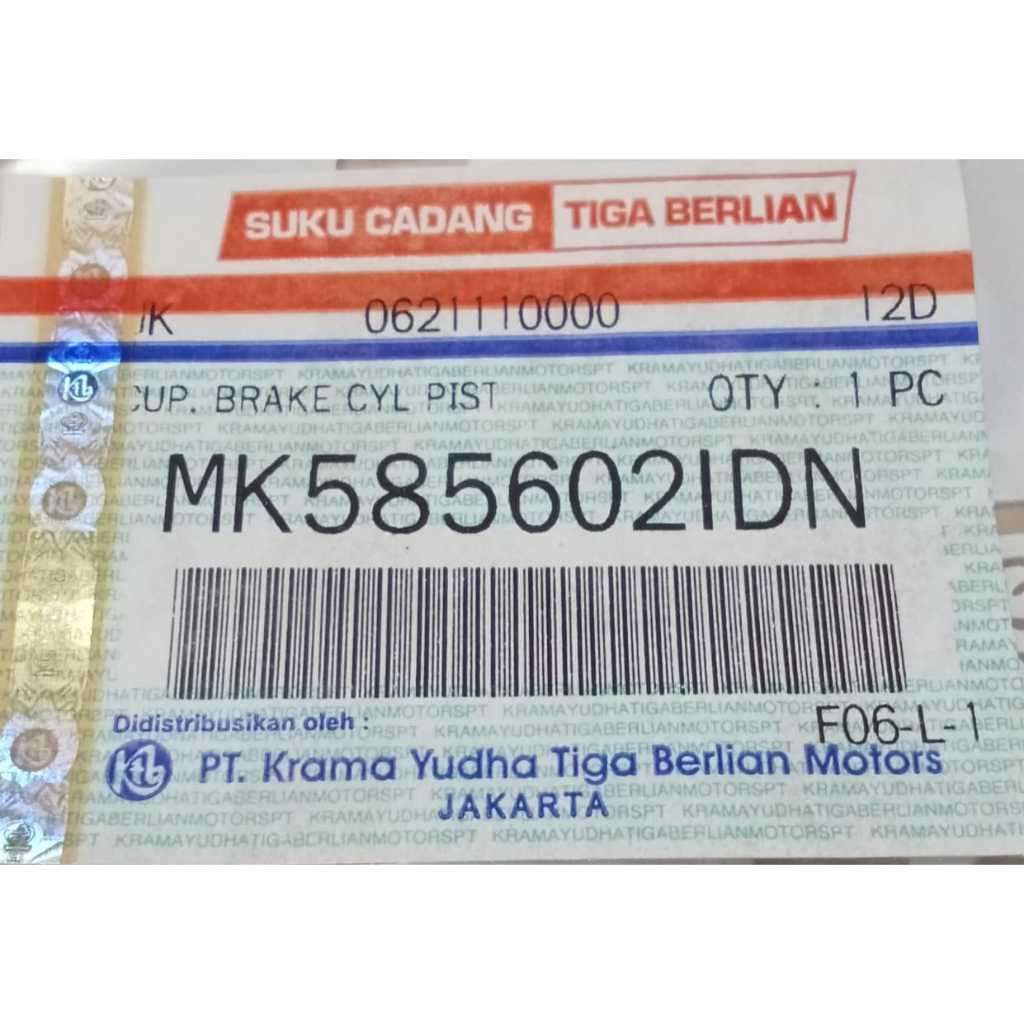 SUKU CADANG TIGA BERLIAN
0621110000 12D
CUP. BRAKE CYL PIST QTY : 1 PC
MK585602IDN
F06-L-1
Didistribusikan oleh :
PT. Krama Yudha Tiga Berlian Motors
JAKARTA